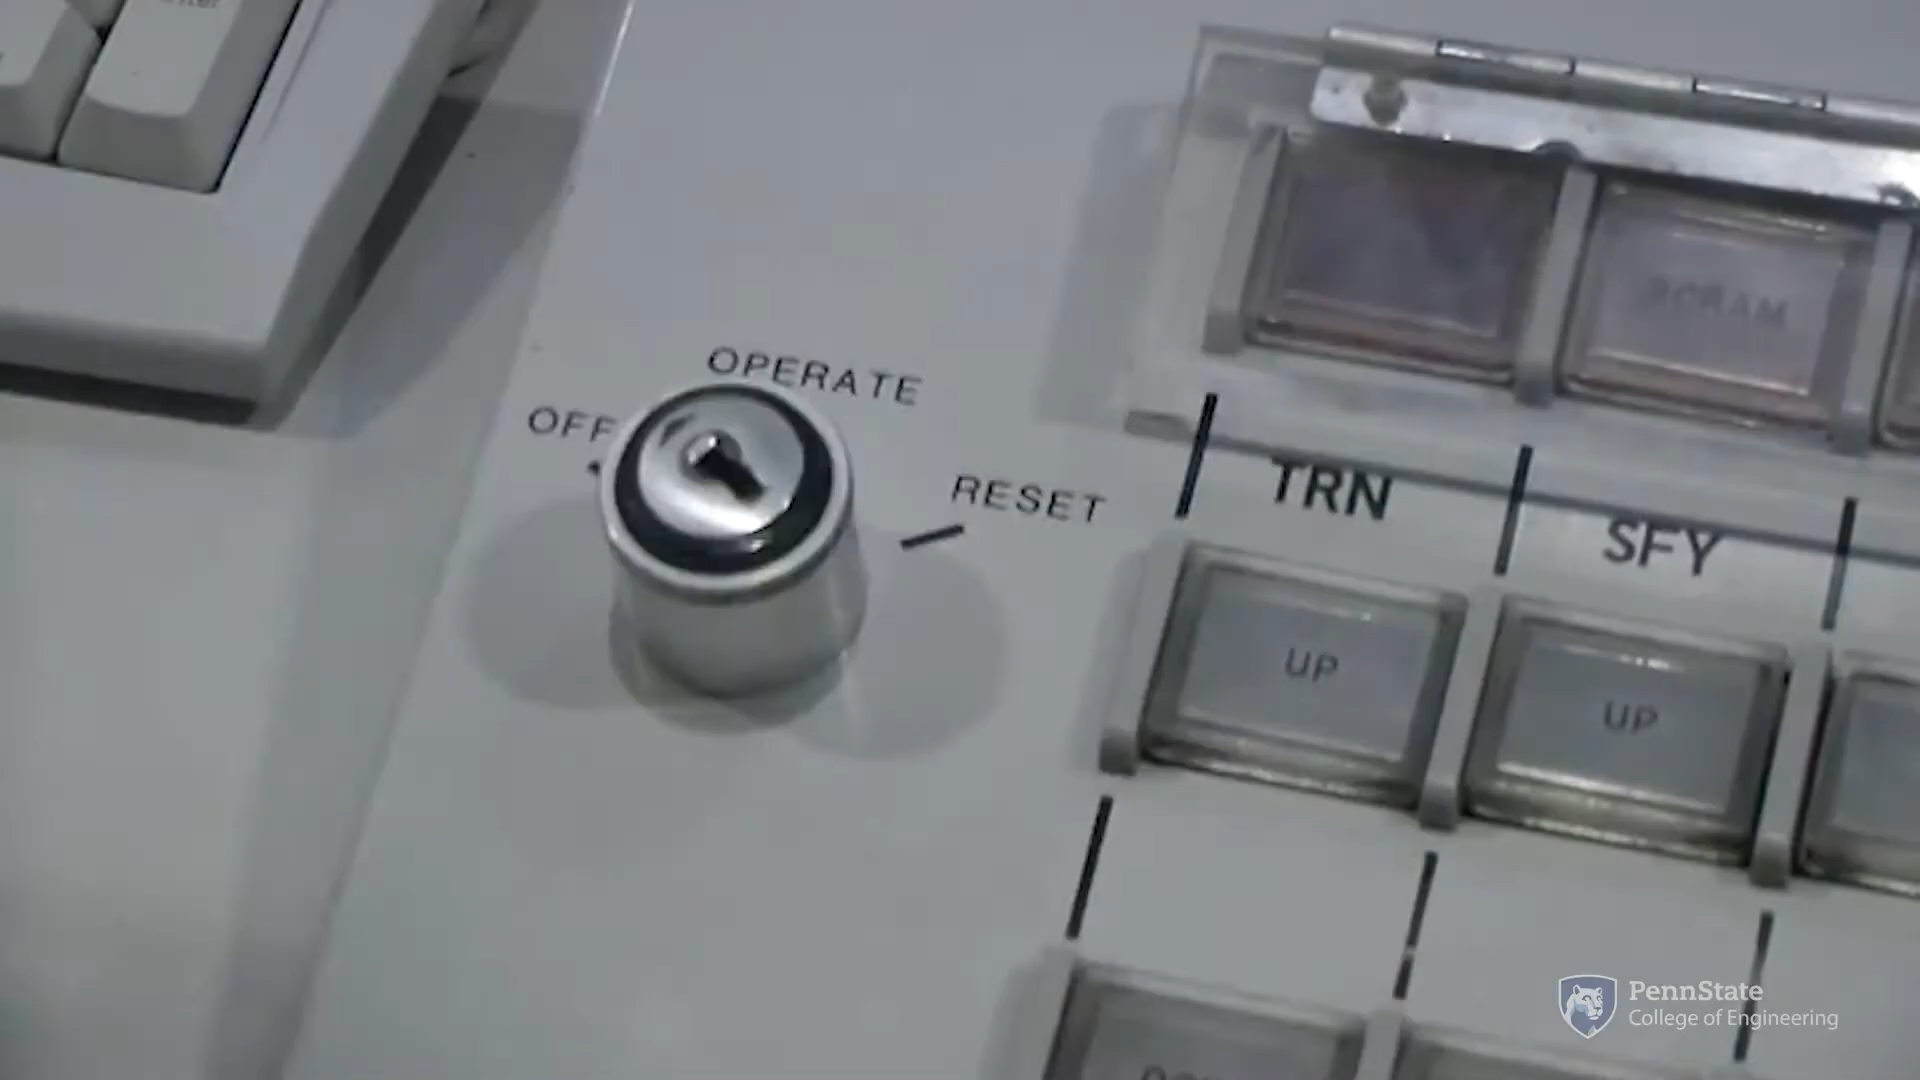 OPERATE
OFF
RESET
SCRAM
TRN
SFY
UP
UP
PennState
College of Engineering